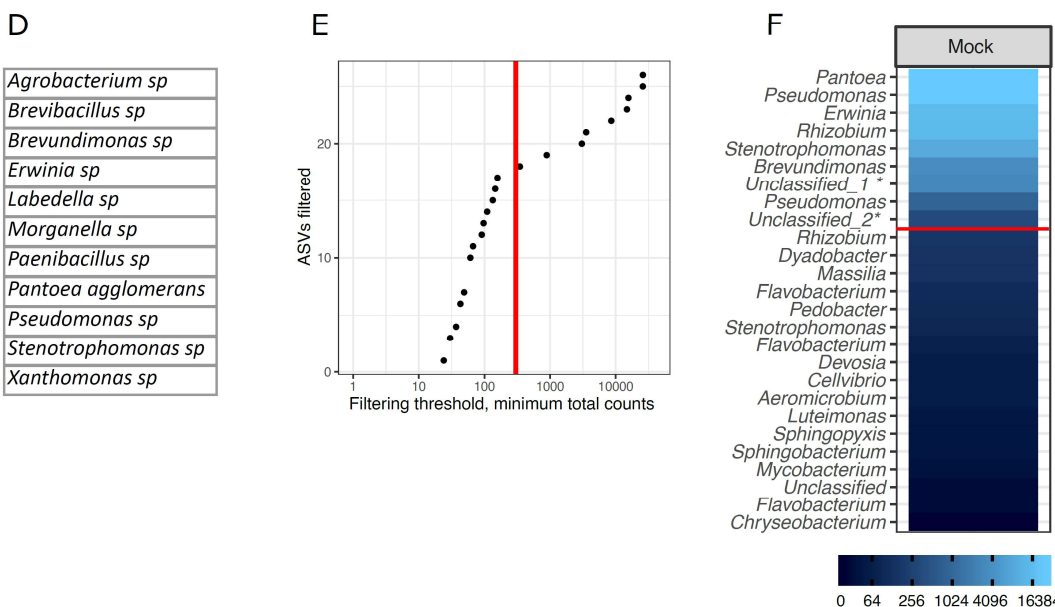 D
Agrobacterium sp
Brevibacillus sp
Brevundimonas sp
Erwinia sp
Labedella sp
Morganella sp
Paenibacillus sp
Pantoea agglomerans
Pseudomonas sp
Stenotrophomonas sp
Xanthomonas sp
E
ASVs filtered
20
10
0
1 10 100 1000 10000
Filtering threshold, minimum total counts
F
Mock
Pantoea
Pseudomonas
Erwinia
Rhizobium
Stenotrophomonas
Brevundimonas
Unclassified_1 *
Pseudomonas
Unclassified_2*
Rhizobium
Dyadobacter
Massilia
Flavobacterium
Pedobacter
Stenotrophomonas
Flavobacterium
Devosia
Cellvibrio
Aeromicrobium
Luteimonas
Sphingopyxis
Sphingobacterium
Mycobacterium
Unclassified
Flavobacterium
Chryseobacterium
0 64 256 1024 4096 16384